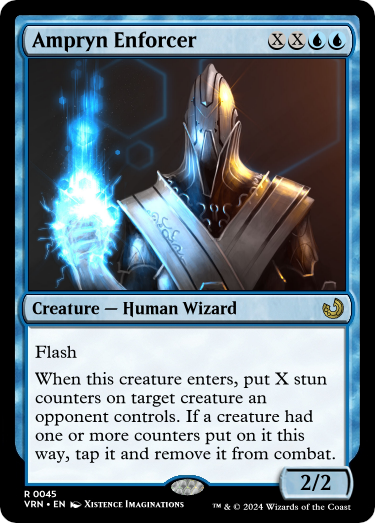 Ampryn Enforcer XXUU
Creature — Human Wizard
Flash
When this creature enters, put X stun
counters on target creature an
opponent controls. If a creature had
one or more counters put on it this
way, tap it and remove it from combat.
2/2
R 0045
VRN • EN Xistence Imaginations ™ & © 2024 Wizards of the Coast